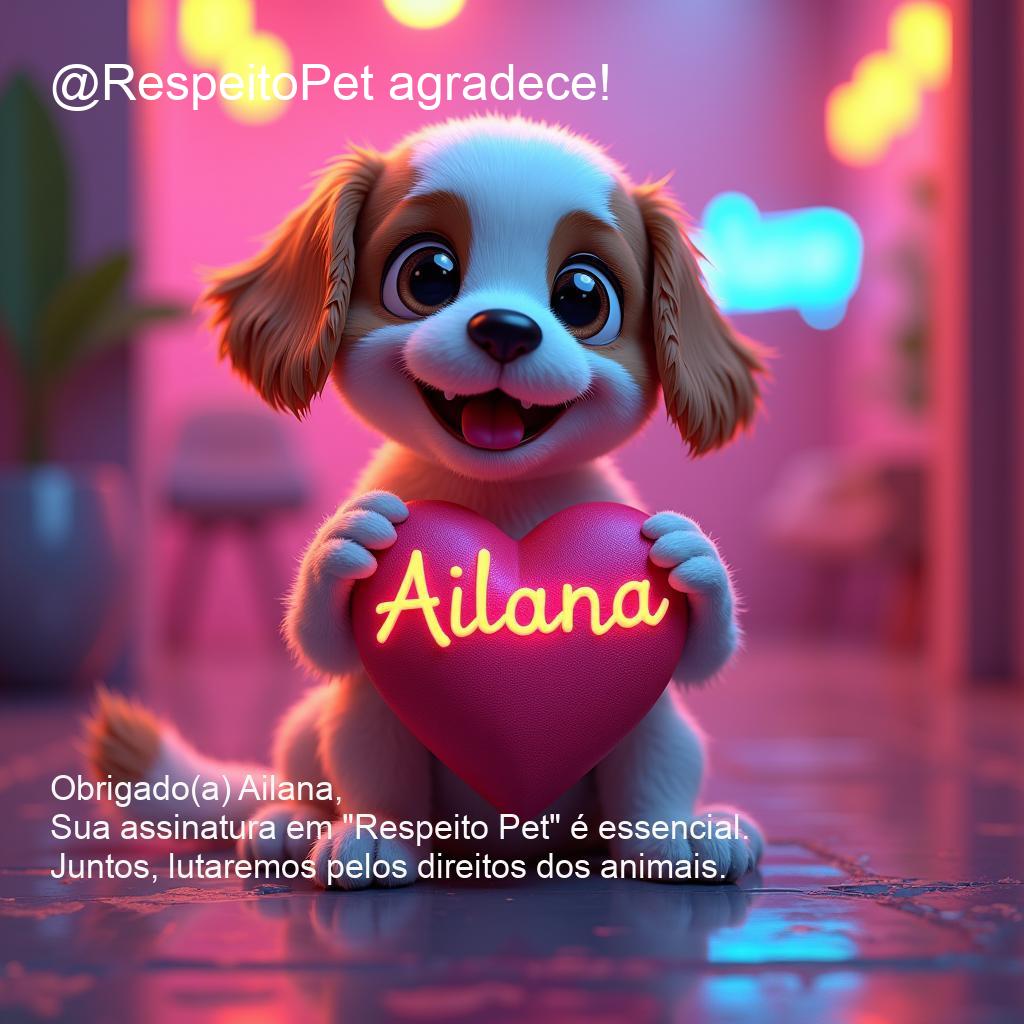 @RespeitoPet agradece!
Ailana
Obrigado(a) Ailana,
Sua assinatura em "Respeito Pet" é essencial.
Juntos, lutaremos pelos direitos dos animais.